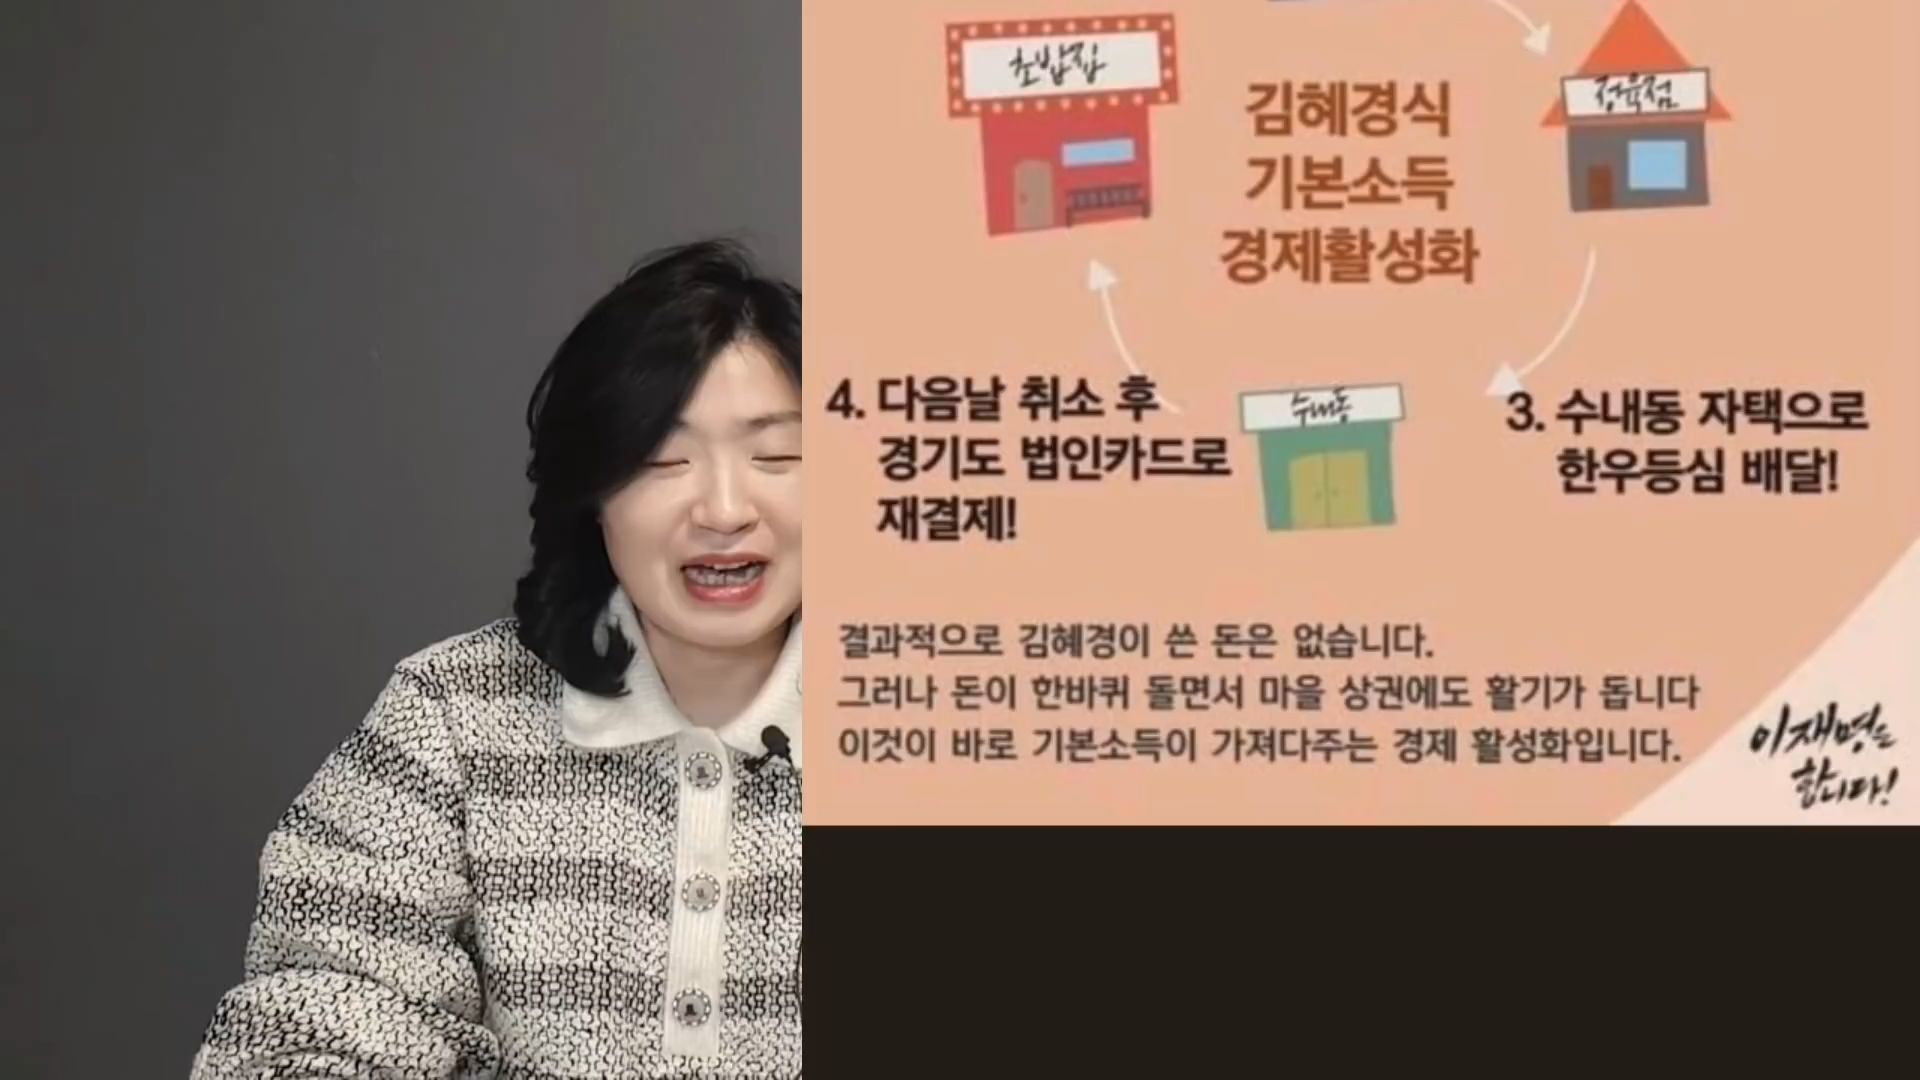 초밥집
정육점
김혜경식
기본소득
경제활성화
4. 다음날 취소 후
경기도 법인카드로
재결제!
수내동
3. 수내동 자택으로
한우등심 배달!
결과적으로 김혜경이 쓴 돈은 없습니다.
그러나 돈이 한바퀴 돌면서 마을 상권에도 활기가 돕니다
이것이 바로 기본소득이 가져다주는 경제 활성화입니다.
이재명은
합니다!